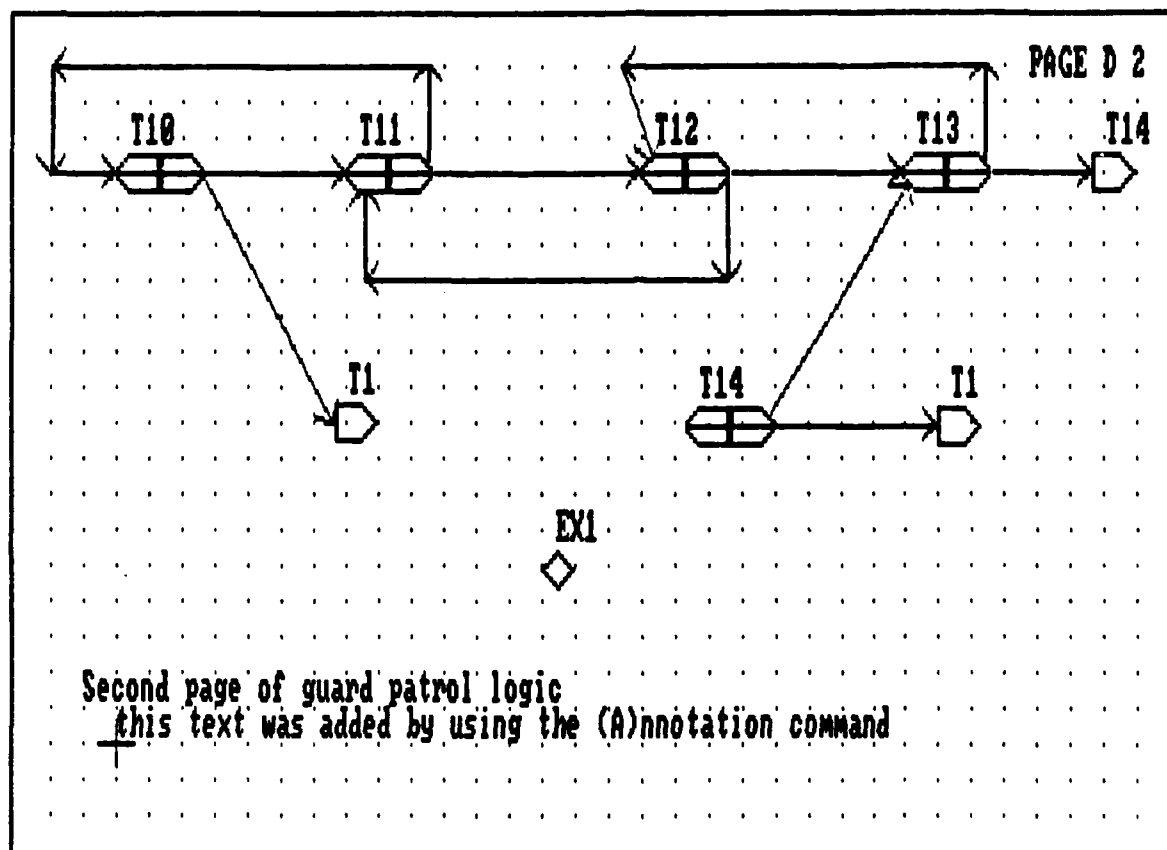 PAGE D 2
T10
T11
T12
T13
T14
T1
T14
T1
EX1
Second page of guard patrol logic
this text was added by using the (A)nnotation command